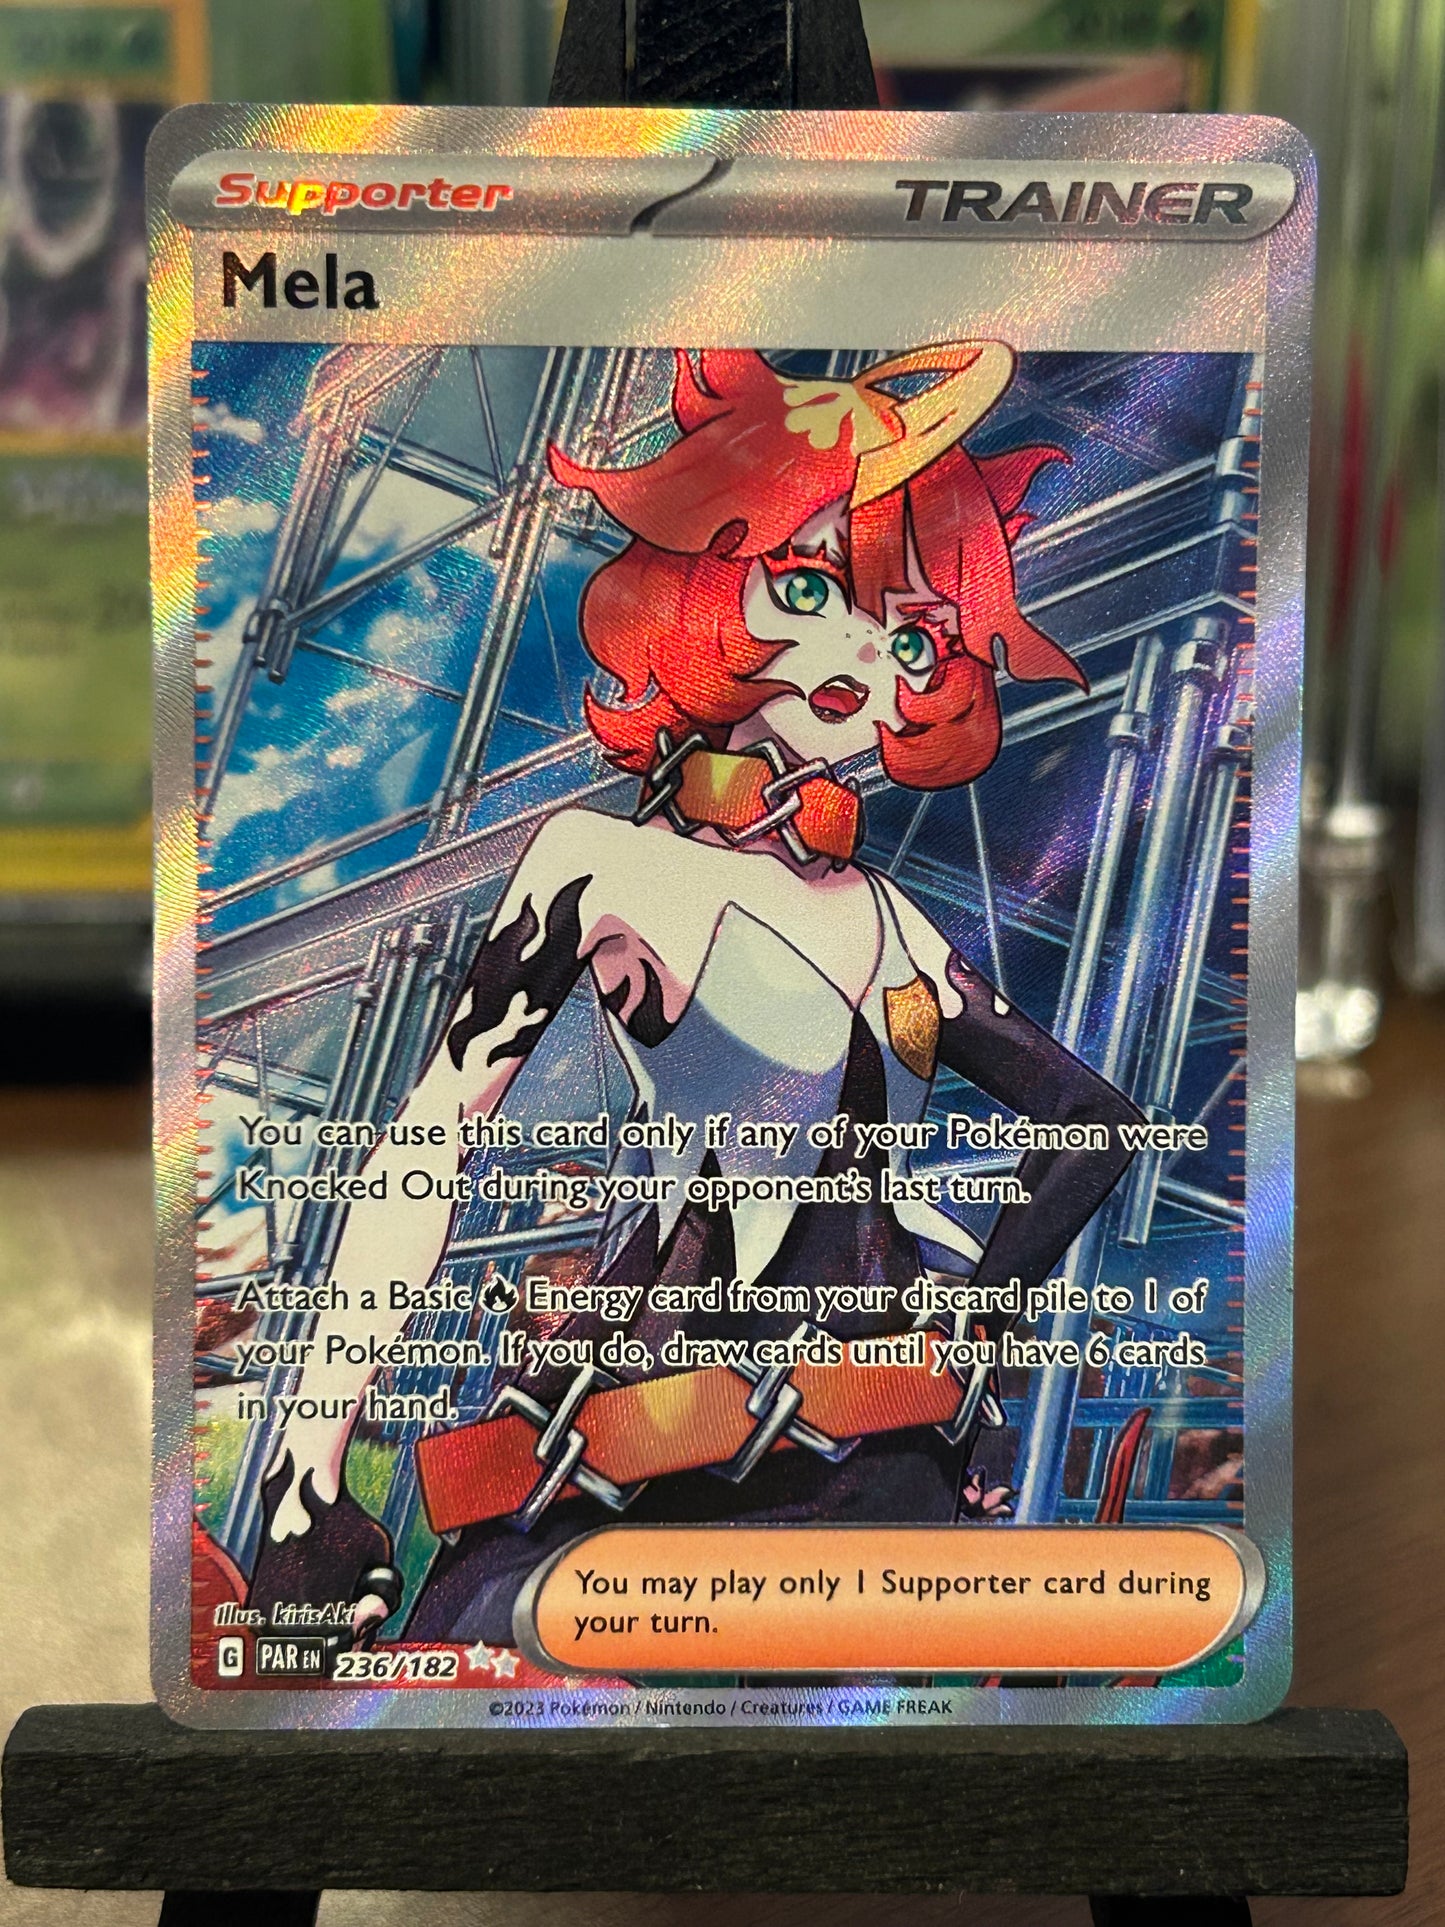 Supporter TRAINER
Mela
You can use this card only if any of your Pokémon were
Knocked Out during your opponent's last turn.
Attach a Basic Energy card from your discard pile to 1 of
your Pokémon. If you do, draw cards until you have 6 cards
in your hand.
You may play only 1 Supporter card during
your turn.
Illus. kirisAki
G PAR EN 236/182
©2023 Pokémon / Nintendo / Creatures / GAME FREAK